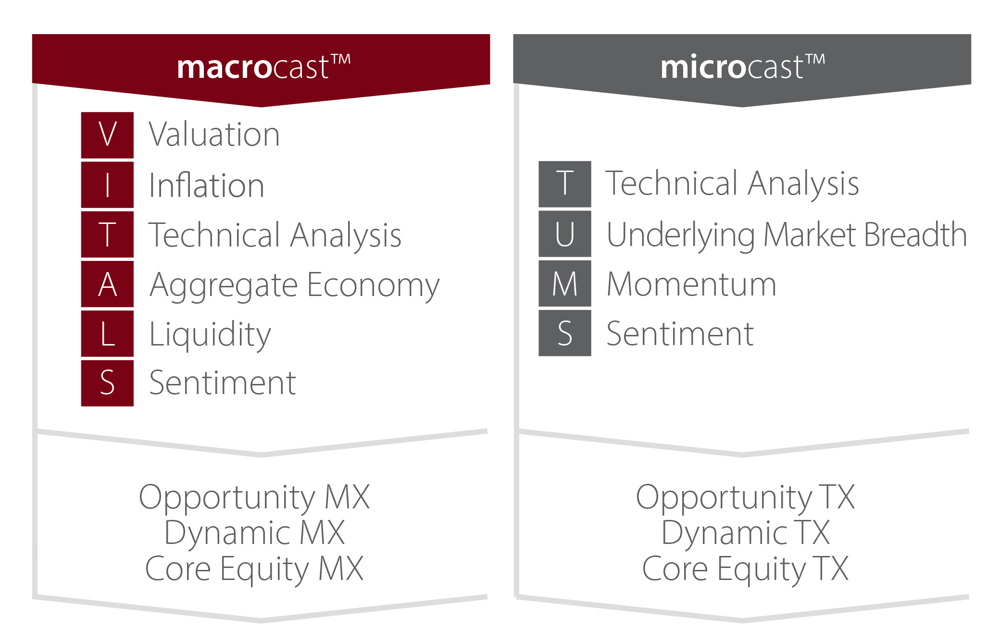 macrocast™
V Valuation
I Inflation
T Technical Analysis
A Aggregate Economy
L Liquidity
S Sentiment
Opportunity MX
Dynamic MX
Core Equity MX
microcast™
T Technical Analysis
U Underlying Market Breadth
M Momentum
S Sentiment
Opportunity TX
Dynamic TX
Core Equity TX